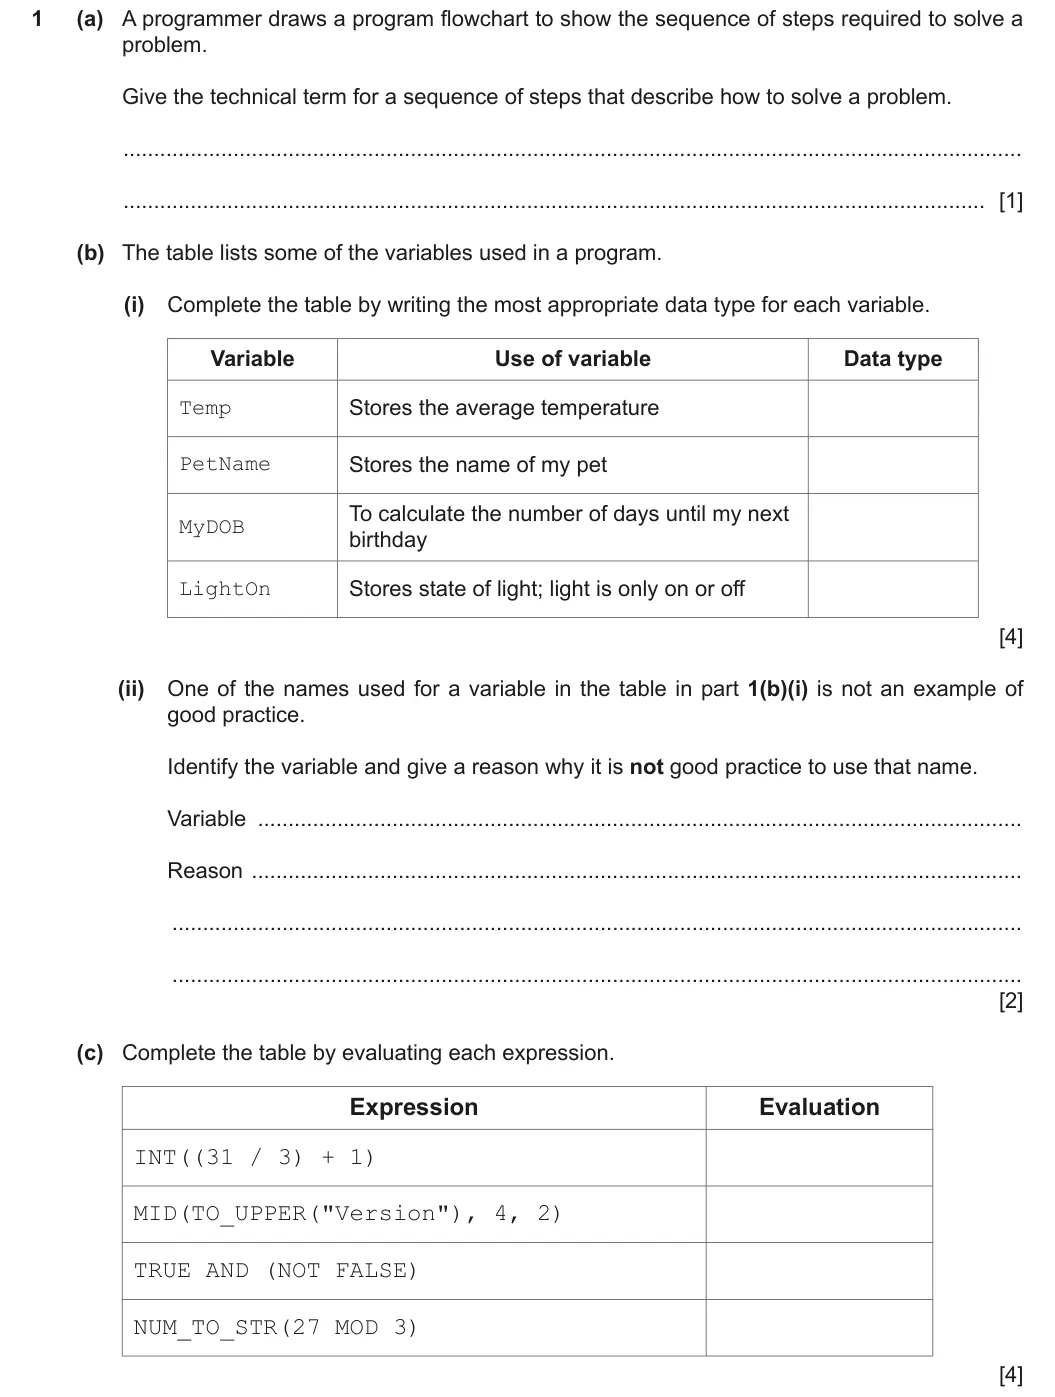 1 (a) A programmer draws a program flowchart to show the sequence of steps required to solve a
problem.
Give the technical term for a sequence of steps that describe how to solve a problem.
..........................................................................................................................................
.................................................................................................................................... [1]
(b) The table lists some of the variables used in a program.
(i) Complete the table by writing the most appropriate data type for each variable.
Variable Use of variable Data type
Temp Stores the average temperature
PetName Stores the name of my pet
MyDOB To calculate the number of days until my next
birthday
LightOn Stores state of light; light is only on or off
[4]
(ii) One of the names used for a variable in the table in part 1(b)(i) is not an example of
good practice.
Identify the variable and give a reason why it is not good practice to use that name.
Variable ....................................................................................................................
Reason .....................................................................................................................
..................................................................................................................................
..................................................................................................................................
[2]
(c) Complete the table by evaluating each expression.
Expression Evaluation
INT((31 / 3) + 1)
MID(TO_UPPER("Version"), 4, 2)
TRUE AND (NOT FALSE)
NUM_TO_STR(27 MOD 3)
[4]